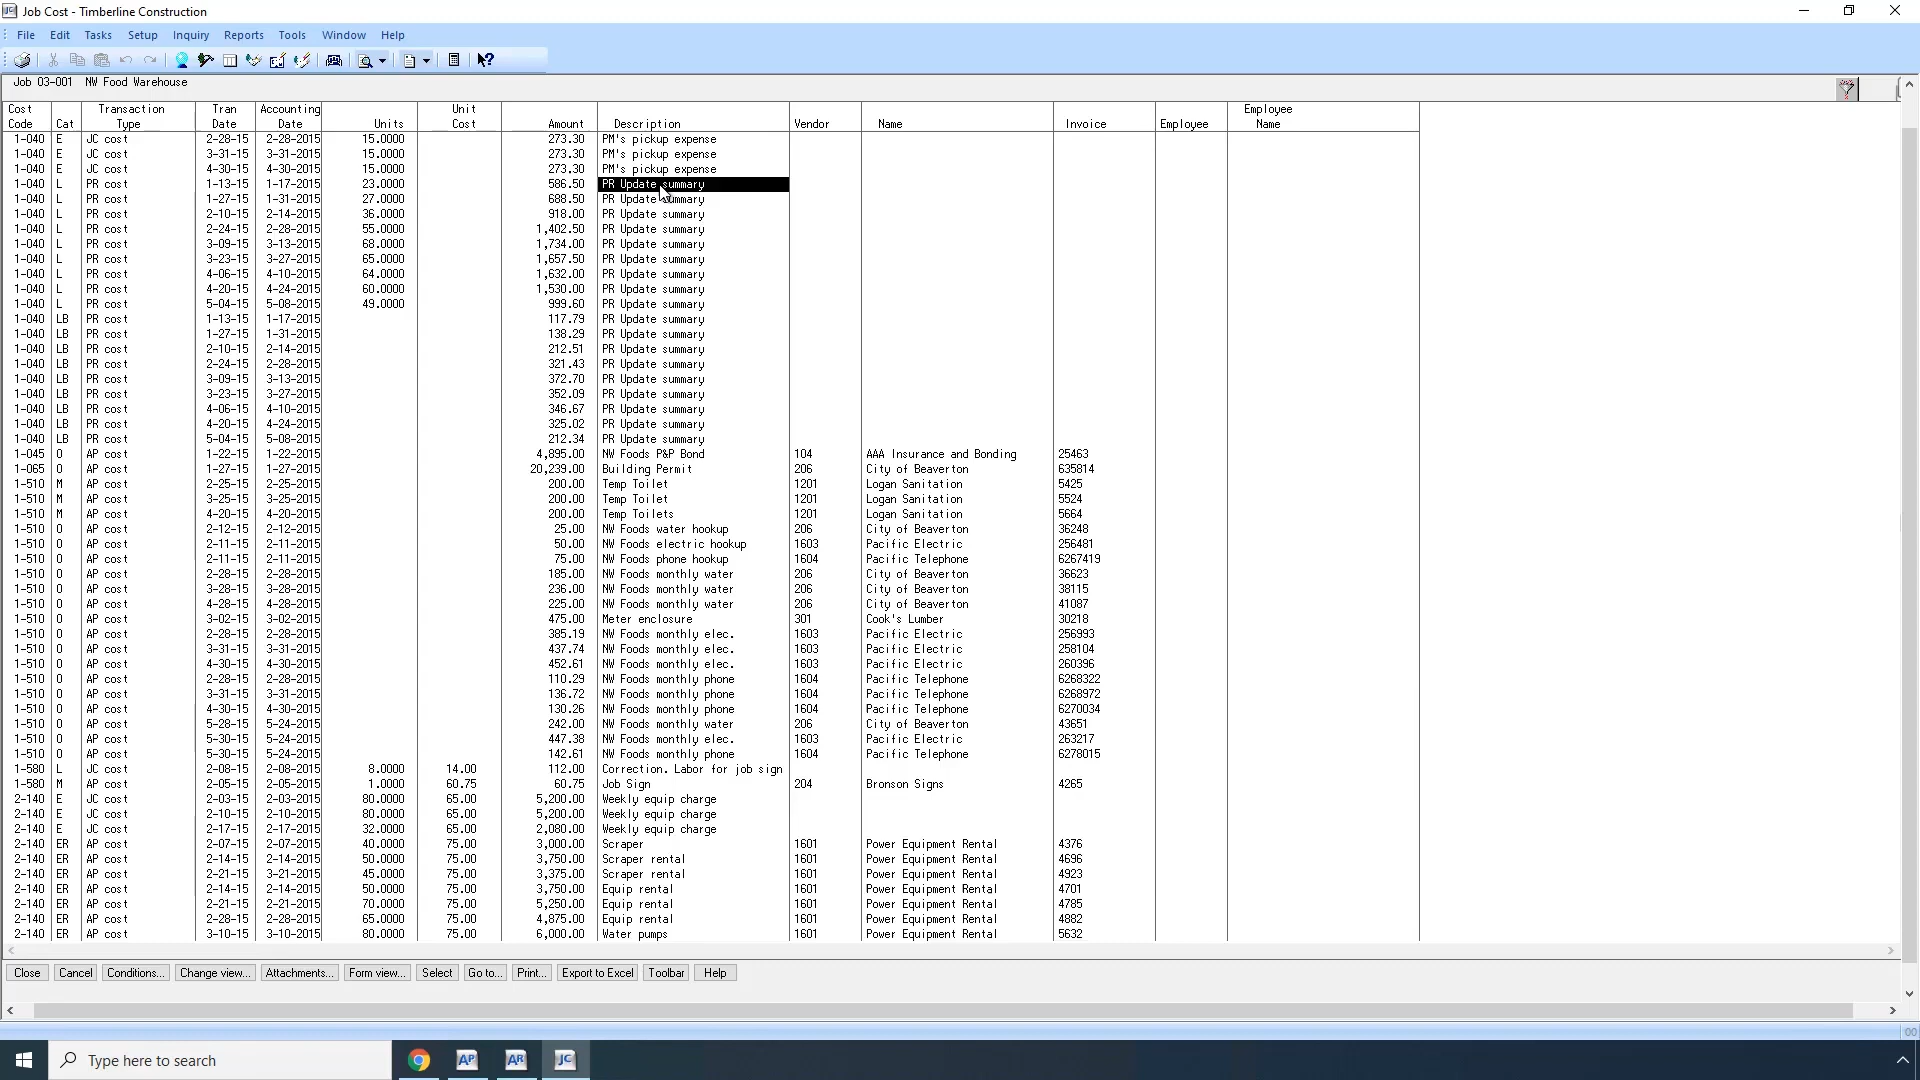 Job Cost - Timberline Construction
File Edit Tasks Setup Inquiry Reports Tools Window Help
Job 03-001 NW Food Warehouse
Cost Code Cat Transaction Type Tran Date Accounting Date Units Unit Cost Amount Description Vendor Name Invoice Employee Employee Name
1-040 E JC cost 2-28-15 2-28-2015 15.0000 273.30 PM's pickup expense
1-040 E JC cost 3-31-15 3-31-2015 15.0000 273.30 PM's pickup expense
1-040 E JC cost 4-30-15 4-30-2015 15.0000 273.30 PM's pickup expense
1-040 L PR cost 1-13-15 1-17-2015 23.0000 586.50 PR Update summary
1-040 L PR cost 1-27-15 1-31-2015 27.0000 688.50 PR Update summary
1-040 L PR cost 2-10-15 2-14-2015 36.0000 918.00 PR Update summary
1-040 L PR cost 2-24-15 2-28-2015 55.0000 1,402.50 PR Update summary
1-040 L PR cost 3-09-15 3-13-2015 68.0000 1,734.00 PR Update summary
1-040 L PR cost 3-23-15 3-27-2015 65.0000 1,657.50 PR Update summary
1-040 L PR cost 4-06-15 4-10-2015 64.0000 1,632.00 PR Update summary
1-040 L PR cost 4-20-15 4-24-2015 60.0000 1,530.00 PR Update summary
1-040 L PR cost 5-04-15 5-08-2015 49.0000 999.60 PR Update summary
1-040 LB PR cost 1-13-15 1-17-2015 117.79 PR Update summary
1-040 LB PR cost 1-27-15 1-31-2015 138.29 PR Update summary
1-040 LB PR cost 2-10-15 2-14-2015 212.51 PR Update summary
1-040 LB PR cost 2-24-15 2-28-2015 321.43 PR Update summary
1-040 LB PR cost 3-09-15 3-13-2015 372.70 PR Update summary
1-040 LB PR cost 3-23-15 3-27-2015 352.09 PR Update summary
1-040 LB PR cost 4-06-15 4-10-2015 346.67 PR Update summary
1-040 LB PR cost 4-20-15 4-24-2015 325.02 PR Update summary
1-040 LB PR cost 5-04-15 5-08-2015 212.34 PR Update summary
1-045 O AP cost 1-22-15 1-22-2015 4,895.00 NW Foods P&P Bond 104 AAA Insurance and Bonding 25463
1-065 O AP cost 1-27-15 1-27-2015 20,239.00 Building Permit 206 City of Beaverton 635814
1-510 M AP cost 2-25-15 2-25-2015 200.00 Temp Toilet 1201 Logan Sanitation 5425
1-510 M AP cost 3-25-15 3-25-2015 200.00 Temp Toilet 1201 Logan Sanitation 5524
1-510 M AP cost 4-20-15 4-20-2015 200.00 Temp Toilets 1201 Logan Sanitation 5664
1-510 O AP cost 2-12-15 2-12-2015 25.00 NW Foods water hookup 206 City of Beaverton 36248
1-510 O AP cost 2-11-15 2-11-2015 50.00 NW Foods electric hookup 1603 Pacific Electric 256481
1-510 O AP cost 2-11-15 2-11-2015 75.00 NW Foods phone hookup 1604 Pacific Telephone 6267419
1-510 O AP cost 2-28-15 2-28-2015 185.00 NW Foods monthly water 206 City of Beaverton 36623
1-510 O AP cost 3-28-15 3-28-2015 236.00 NW Foods monthly water 206 City of Beaverton 38115
1-510 O AP cost 4-28-15 4-28-2015 225.00 NW Foods monthly water 206 City of Beaverton 41087
1-510 O AP cost 3-02-15 3-02-2015 475.00 Meter enclosure 301 Cook's Lumber 30218
1-510 O AP cost 2-28-15 2-28-2015 385.19 NW Foods monthly elec. 1603 Pacific Electric 256993
1-510 O AP cost 3-31-15 3-31-2015 437.74 NW Foods monthly elec. 1603 Pacific Electric 258104
1-510 O AP cost 4-30-15 4-30-2015 452.61 NW Foods monthly elec. 1603 Pacific Electric 260396
1-510 O AP cost 2-28-15 2-28-2015 110.29 NW Foods monthly phone 1604 Pacific Telephone 6268322
1-510 O AP cost 3-31-15 3-31-2015 136.72 NW Foods monthly phone 1604 Pacific Telephone 6268972
1-510 O AP cost 4-30-15 4-30-2015 130.26 NW Foods monthly phone 1604 Pacific Telephone 6270034
1-510 O AP cost 5-28-15 5-24-2015 242.00 NW Foods monthly water 206 City of Beaverton 43651
1-510 O AP cost 5-30-15 5-24-2015 447.38 NW Foods monthly elec. 1603 Pacific Electric 263217
1-510 O AP cost 5-30-15 5-24-2015 142.61 NW Foods monthly phone 1604 Pacific Telephone 6278015
1-580 L JC cost 2-08-15 2-08-2015 8.0000 14.00 112.00 Correction. Labor for job sign
1-580 M AP cost 2-05-15 2-05-2015 1.0000 60.75 60.75 Job Sign 204 Bronson Signs 4265
2-140 E JC cost 2-03-15 2-03-2015 80.0000 65.00 5,200.00 Weekly equip charge
2-140 E JC cost 2-10-15 2-10-2015 80.0000 65.00 5,200.00 Weekly equip charge
2-140 E JC cost 2-17-15 2-17-2015 32.0000 65.00 2,080.00 Weekly equip charge
2-140 ER AP cost 2-07-15 2-07-2015 40.0000 75.00 3,000.00 Scraper 1601 Power Equipment Rental 4376
2-140 ER AP cost 2-14-15 2-14-2015 50.0000 75.00 3,750.00 Scraper rental 1601 Power Equipment Rental 4696
2-140 ER AP cost 2-21-15 3-21-2015 45.0000 75.00 3,375.00 Scraper rental 1601 Power Equipment Rental 4923
2-140 ER AP cost 2-14-15 2-14-2015 50.0000 75.00 3,750.00 Equip rental 1601 Power Equipment Rental 4701
2-140 ER AP cost 2-21-15 2-21-2015 70.0000 75.00 5,250.00 Equip rental 1601 Power Equipment Rental 4785
2-140 ER AP cost 2-28-15 2-28-2015 65.0000 75.00 4,875.00 Equip rental 1601 Power Equipment Rental 4882
2-140 ER AP cost 3-10-15 3-10-2015 80.0000 75.00 6,000.00 Water pumps 1601 Power Equipment Rental 5632
Close Cancel Conditions... Change view... Attachments... Form view... Select Go to... Print... Export to Excel Toolbar Help
Type here to search AP AR JC